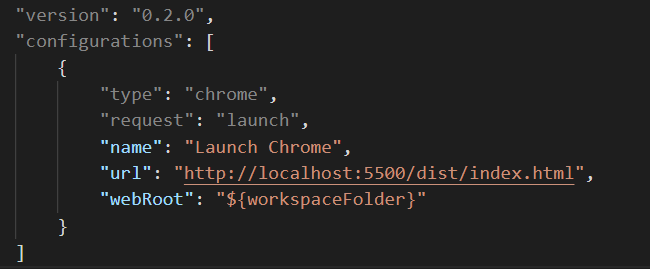 "version": "0.2.0",
"configurations": [
{
"type": "chrome",
"request": "launch",
"name": "Launch Chrome",
"url": "http://localhost:5500/dist/index.html",
"webRoot": "${workspaceFolder}"
}
]